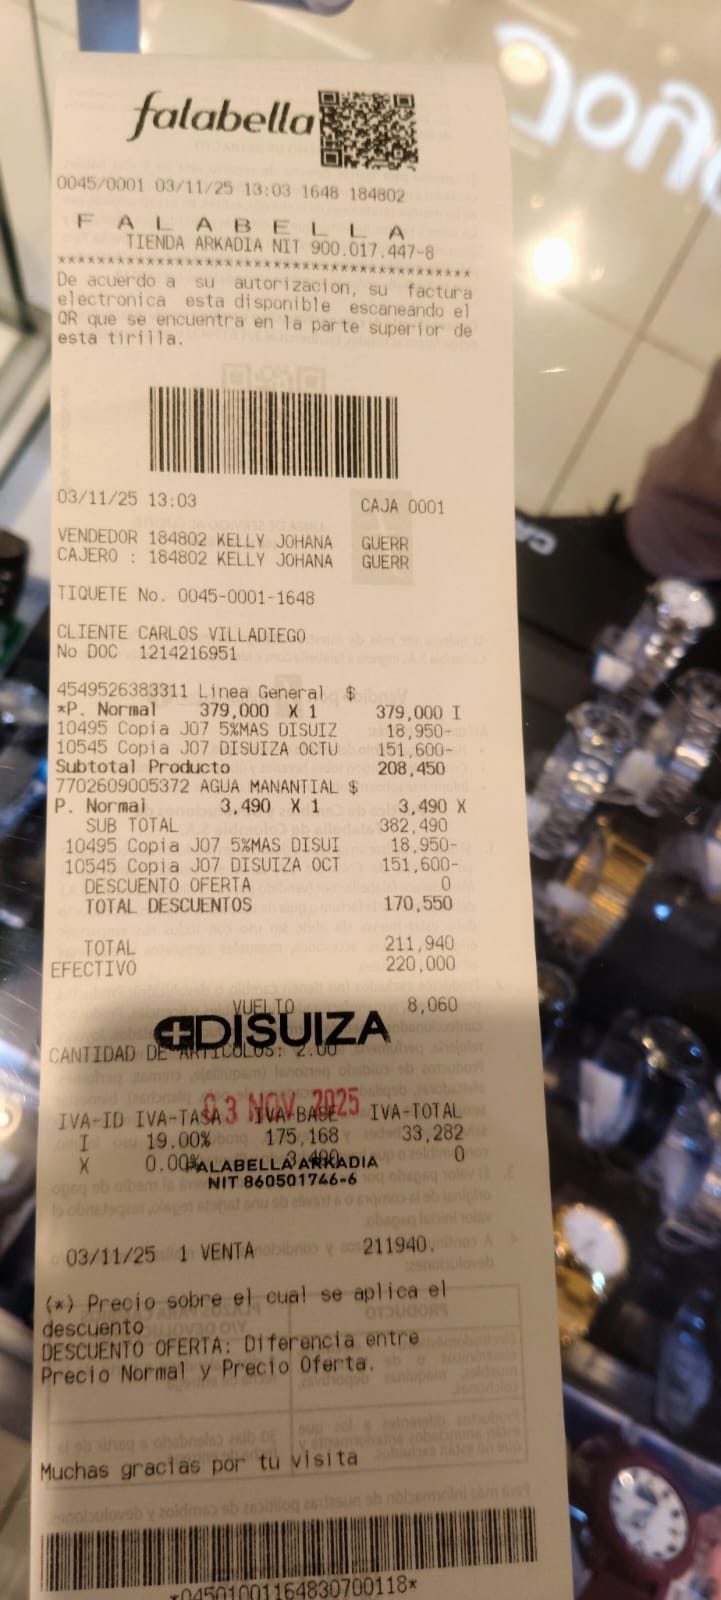 falabella
0045/0001 03/11/25 13:03 1648 184802
F A L A B E L L A
TIENDA ARKADIA NIT 900.017.447-8
******************************************
De acuerdo a su autorizacion, su factura
electronica esta disponible escaneando el
QR que se encuentra en la parte superior de
esta tirilla.
03/11/25 13:03 CAJA 0001
VENDEDOR 184802 KELLY JOHANA GUERR
CAJERO : 184802 KELLY JOHANA GUERR
TIQUETE No. 0045-0001-1648
CLIENTE CARLOS VILLADIEGO
No DOC 1214216951
4549526383311 Linea General $
*P. Normal 379,000 X 1 379,000 I
10495 Copia J07 5%MAS DISUIZ 18,950-
10545 Copia J07 DISUIZA OCTU 151,600-
Subtotal Producto 208,450
7702609005372 AGUA MANANTIAL $
P. Normal 3,490 X 1 3,490 X
SUB TOTAL 382,490
10495 Copia J07 5%MAS DISUI 18,950-
10545 Copia J07 DISUIZA OCT 151,600-
DESCUENTO OFERTA 0
TOTAL DESCUENTOS 170,550
TOTAL 211,940
EFECTIVO 220,000
VUELTO 8,060
DISUIZA
CANTIDAD DE ARTICULOS: 2.00
03 NOV 2025
IVA-ID IVA-TASA IVA-BASE IVA-TOTAL
I 19.00% 175,168 33,282
X 0.00% 3,490 0
FALABELLA ARKADIA
NIT 860501746-6
03/11/25 1 VENTA 211940.
(*) Precio sobre el cual se aplica el
descuento
DESCUENTO OFERTA: Diferencia entre
Precio Normal y Precio Oferta.
Muchas gracias por tu visita
*04501001164830700118*